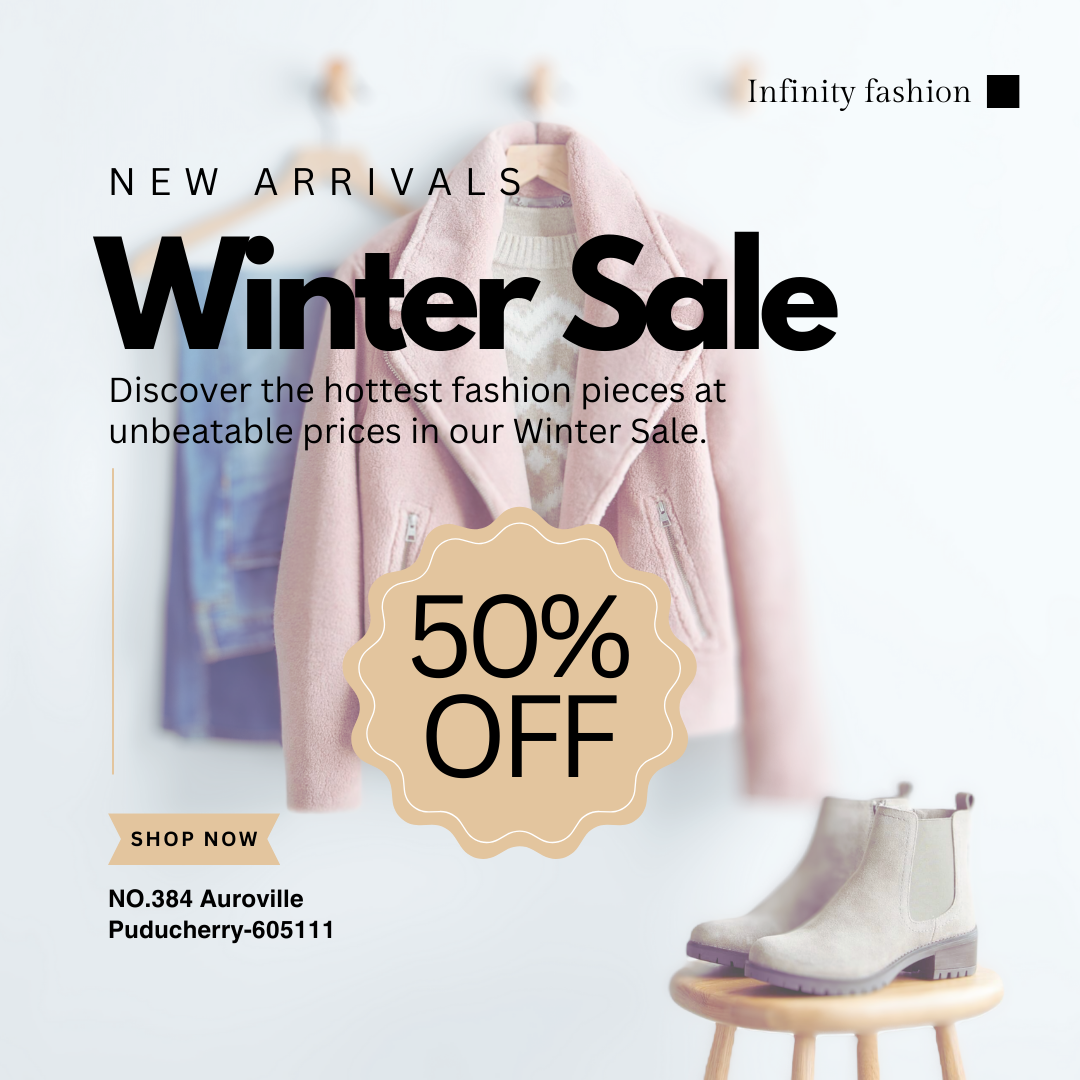 Infinity fashion
NEW ARRIVALS
Winter Sale
Discover the hottest fashion pieces at
unbeatable prices in our Winter Sale.
50%
OFF
SHOP NOW
NO.384 Auroville
Puducherry-605111